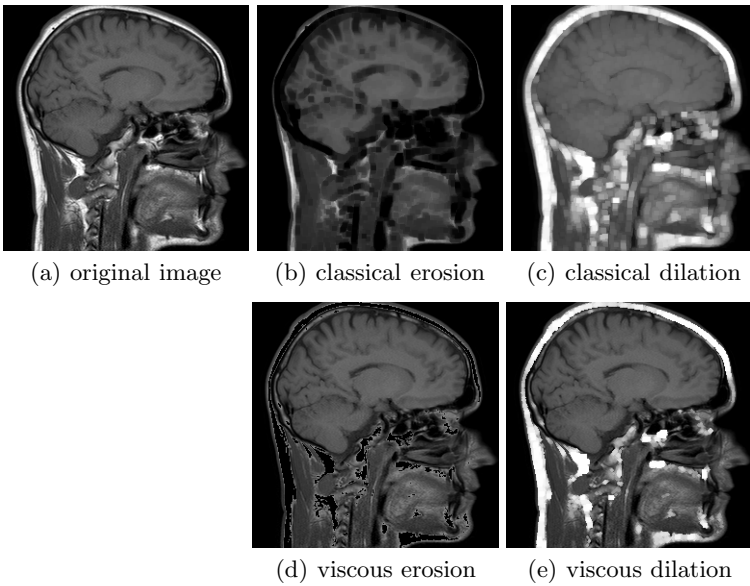 (a) original image
(b) classical erosion
(c) classical dilation
(d) viscous erosion
(e) viscous dilation